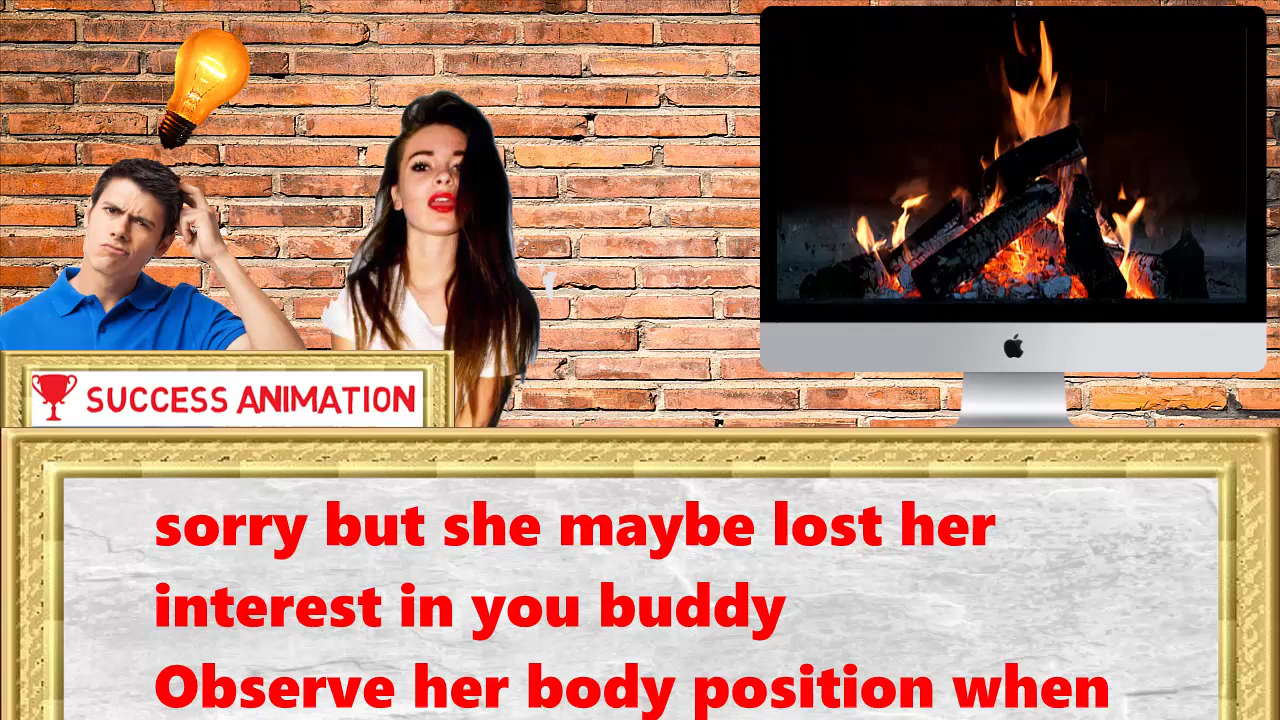 SUCCESS ANIMATION
sorry but she maybe lost her
interest in you buddy
Observe her body position when